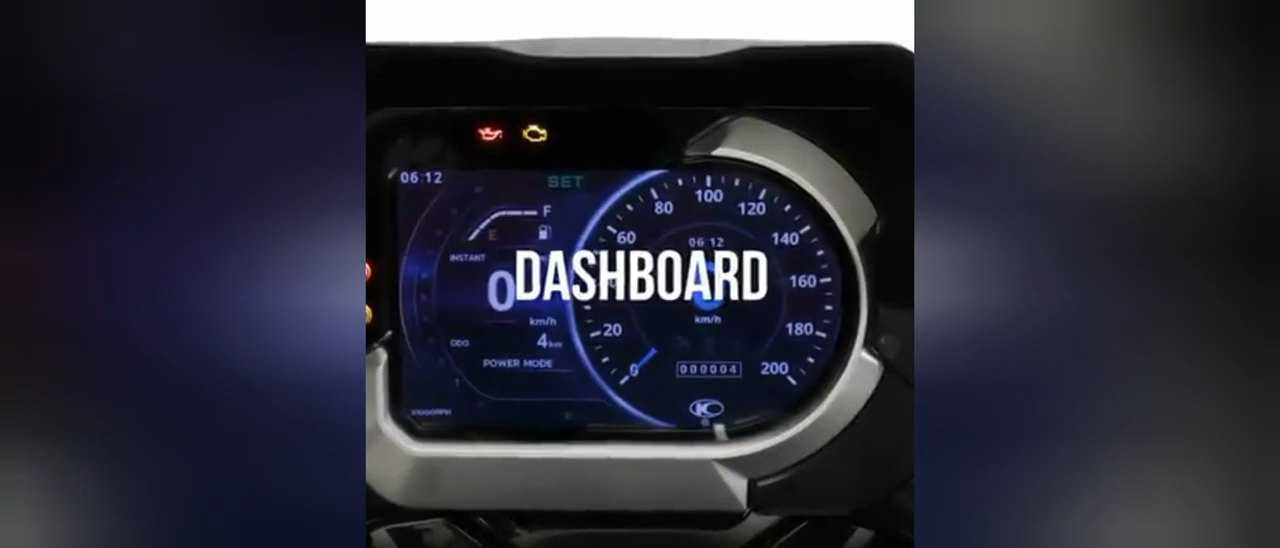 06:12
SET
F
E
INSTANT
0
km/h
ODO
4 km
POWER MODE
10000RPM
DASHBOARD
0
20
60
80
100
120
140
160
180
200
06:12
km/h
000004